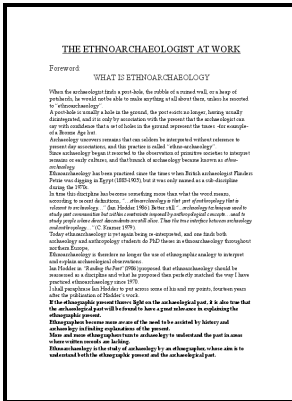 THE ETHNOARCHAEOLOGIST AT WORK
Foreword:
WHAT IS ETHNOARCHAEOLOGY
When the archaeologist finds a post-hole, the rubble of a ruined wall, or a heap of
potsherds, he would not be able to make anything at all about them, unless he resorted
to "ethnoarchaeology".
A post-hole is usually a hole in the ground, the post exists no longer, having usually
disintegrated, and it is only by association with the present that the archaeologist can
say with confidence that a set of holes in the ground represent the traces -for example-
of a Bronze Age hut.
Archaeology uncovers remains that can seldom be interpreted without reference to
present day associations, and this practice is called "ethno-archaeology".
Since archaeology began it resorted to the observation of primitive societies to interpret
remains of early cultures, and that branch of archaeology became known as ethno-
archaeology.
Ethnoarchaeology has been practised since the times when British archaeologist Flinders
Petrie was digging in Egypt (1883-1905); but it was only named as a sub-discipline
during the 1970s.
In time this discipline has become something more than what the word means,
according to recent definitions, "...ethnoarchaeology is that part of anthropology that is
relevant to archaeology..." (Ian Hodder 1986). Better still "...archaeology techniques used to
study past communities but within constraints imposed by anthropological concepts...used to
study people whose direct descendants are still alive. Thus the true interface between archaeology
and anthropology..." (C. Kramer 1979).
Today ethnoarchaeology is yet again being re-interpreted, and one finds both
archaeology and anthropology students do PhD theses in ethnoarchaeology throughout
northern Europe.
Ethnoarchaeology is therefore no longer the use of ethnographic analogy to interpret
and explain archaeological observations.
Ian Hodder in "Reading the Past" (1986) proposed that ethnoarchaeology should be
reassessed as a discipline and what he proposed then perfectly matched the way I have
practised ethnoarchaeology since 1970.
I shall paraphrase Ian Hodder to put across some of his and my points, fourteen years
after the publication of Hodder's work.
If the ethnographic present throws light on the archaeological past, it is also true that
the archaeological past will be found to have a great relevance in explaining the
ethnographic present.
Ethnographers become more aware of the need to be assisted by history and
archaeology in finding explanations of the present.
More and more ethnographers turn to archaeology to understand the past in areas
where written records are lacking.
Ethnoarchaeology is the study of archaeology by an ethnographer, whose aim is to
understand both the ethnographic present and the archaeological past.